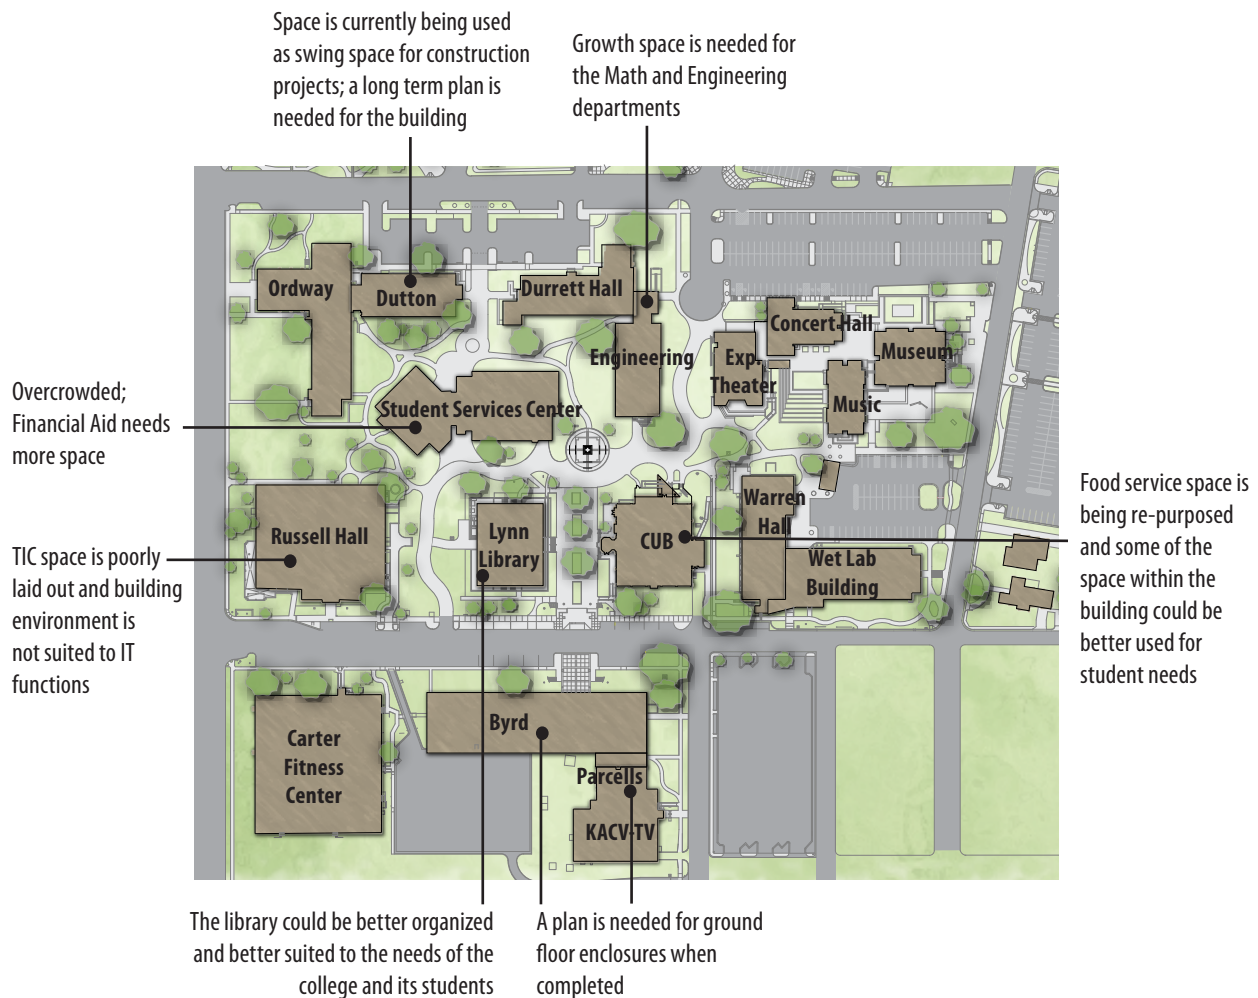 Space is currently being used
as swing space for construction
projects; a long term plan is
needed for the building
Growth space is needed for
the Math and Engineering
departments
Ordway
Dutton
Durrett Hall
Engineering
Concert Hall
Exp.
Theater
Museum
Music
Student Services Center
Overcrowded;
Financial Aid needs
more space
Russell Hall
Lynn
Library
CUB
Warren
Hall
Wet Lab
Building
TIC space is poorly
laid out and building
environment is
not suited to IT
functions
Food service space is
being re-purposed
and some of the
space within the
building could be
better used for
student needs
Carter
Fitness
Center
Byrd
Parcells
KACV-TV
The library could be better organized
and better suited to the needs of the
college and its students
A plan is needed for ground
floor enclosures when
completed